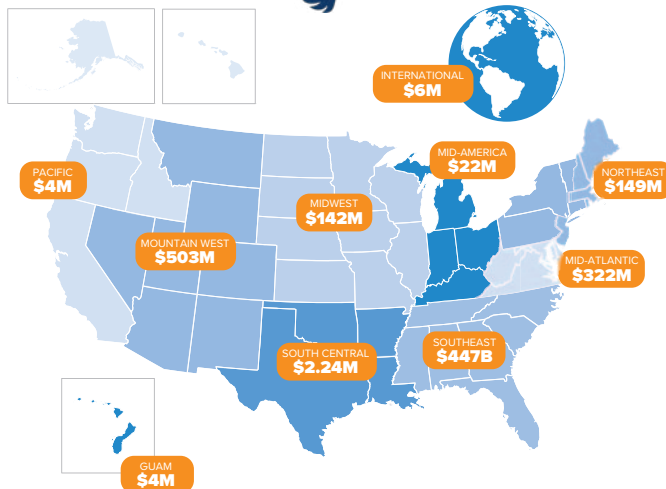 INTERNATIONAL
$6M
MID-AMERICA
$22M
PACIFIC
$4M
NORTHEAST
$149M
MIDWEST
$142M
MOUNTAIN WEST
$503M
MID-ATLANTIC
$322M
SOUTH CENTRAL
$2.24M
SOUTHEAST
$447B
GUAM
$4M